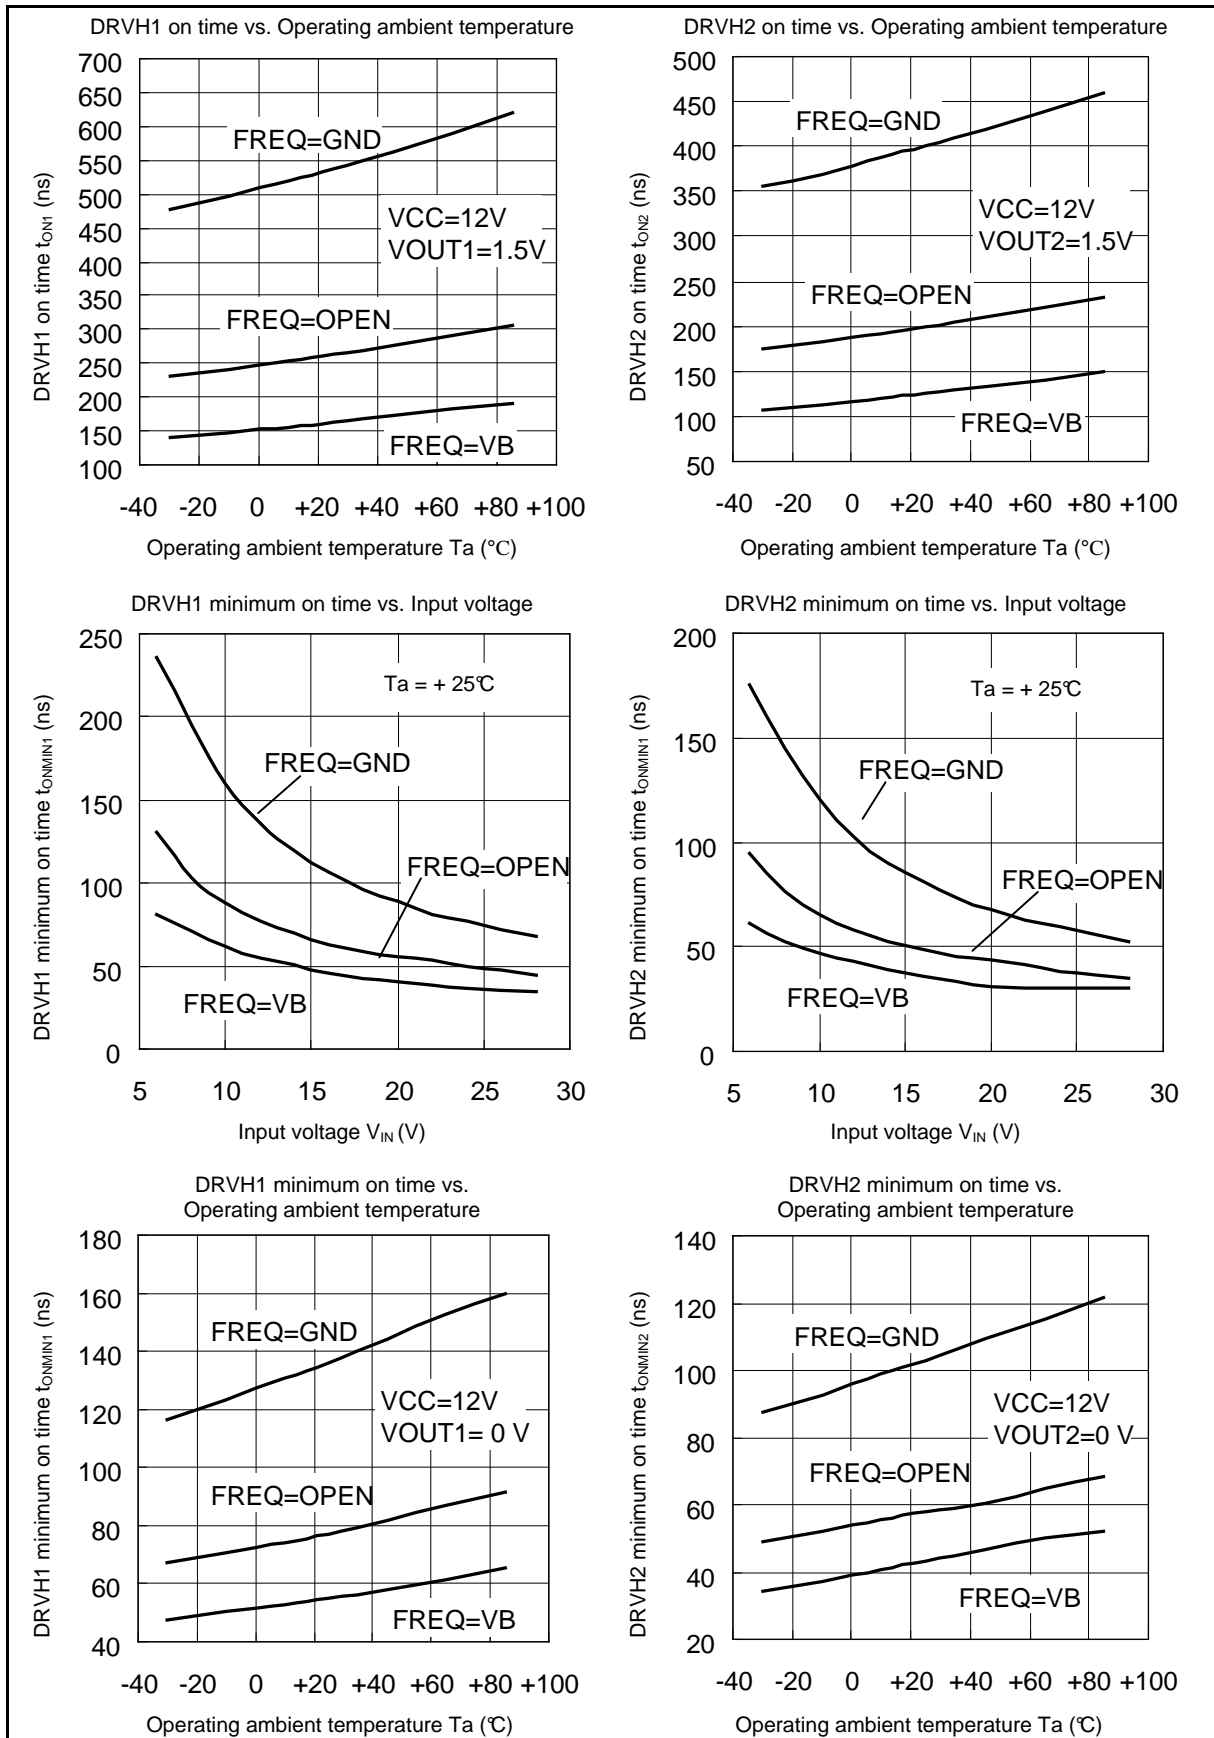 DRVH1 on time vs. Operating ambient temperature
DRVH1 on time tON1 (ns)
700
650
600
550
500
450
400
350
300
250
200
150
100
FREQ=GND
VCC=12V
VOUT1=1.5V
FREQ=OPEN
FREQ=VB
-40 -20 0 +20 +40 +60 +80 +100
Operating ambient temperature Ta (°C)
DRVH2 on time vs. Operating ambient temperature
DRVH2 on time tON2 (ns)
500
450
400
350
300
250
200
150
100
50
FREQ=GND
VCC=12V
VOUT2=1.5V
FREQ=OPEN
FREQ=VB
-40 -20 0 +20 +40 +60 +80 +100
Operating ambient temperature Ta (°C)
DRVH1 minimum on time vs. Input voltage
DRVH1 minimum on time tONMIN1 (ns)
250
200
150
100
50
0
Ta = + 25°C
FREQ=GND
FREQ=OPEN
FREQ=VB
5 10 15 20 25 30
Input voltage VIN (V)
DRVH2 minimum on time vs. Input voltage
DRVH2 minimum on time tONMIN1 (ns)
200
150
100
50
0
Ta = + 25°C
FREQ=GND
FREQ=OPEN
FREQ=VB
5 10 15 20 25 30
Input voltage VIN (V)
DRVH1 minimum on time vs.
Operating ambient temperature
DRVH1 minimum on time tONMIN1 (ns)
180
160
140
120
100
80
60
40
FREQ=GND
VCC=12V
VOUT1= 0 V
FREQ=OPEN
FREQ=VB
-40 -20 0 +20 +40 +60 +80 +100
Operating ambient temperature Ta (°C)
DRVH2 minimum on time vs.
Operating ambient temperature
DRVH2 minimum on time tONMIN2 (ns)
140
120
100
80
60
40
20
FREQ=GND
VCC=12V
VOUT2=0 V
FREQ=OPEN
FREQ=VB
-40 -20 0 +20 +40 +60 +80 +100
Operating ambient temperature Ta (°C)